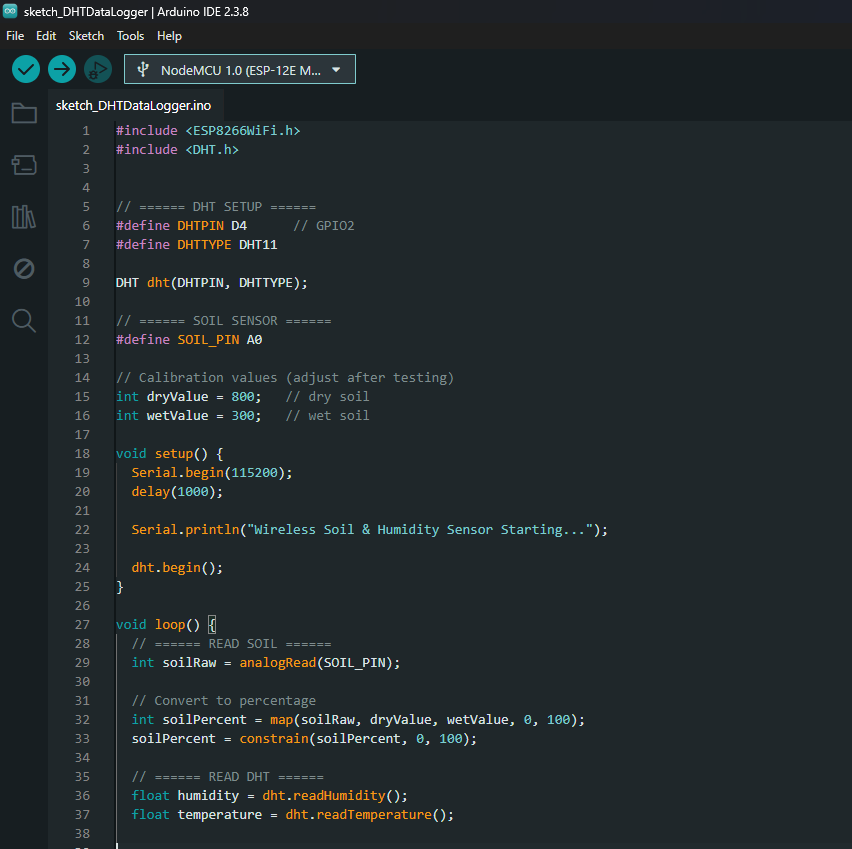 sketch_DHTDataLogger | Arduino IDE 2.3.8
File Edit Sketch Tools Help
NodeMCU 1.0 (ESP-12E M...
sketch_DHTDataLogger.ino
1 #include <ESP8266WiFi.h>
2 #include <DHT.h>
3
4
5 // ====== DHT SETUP ======
6 #define DHTPIN D4      // GPIO2
7 #define DHTTYPE DHT11
8
9 DHT dht(DHTPIN, DHTTYPE);
10
11 // ====== SOIL SENSOR ======
12 #define SOIL_PIN A0
13
14 // Calibration values (adjust after testing)
15 int dryValue = 800;   // dry soil
16 int wetValue = 300;   // wet soil
17
18 void setup() {
19   Serial.begin(115200);
20   delay(1000);
21
22   Serial.println("Wireless Soil & Humidity Sensor Starting...");
23
24   dht.begin();
25 }
26
27 void loop() {
28   // ====== READ SOIL ======
29   int soilRaw = analogRead(SOIL_PIN);
30
31   // Convert to percentage
32   int soilPercent = map(soilRaw, dryValue, wetValue, 0, 100);
33   soilPercent = constrain(soilPercent, 0, 100);
34
35   // ====== READ DHT ======
36   float humidity = dht.readHumidity();
37   float temperature = dht.readTemperature();
38